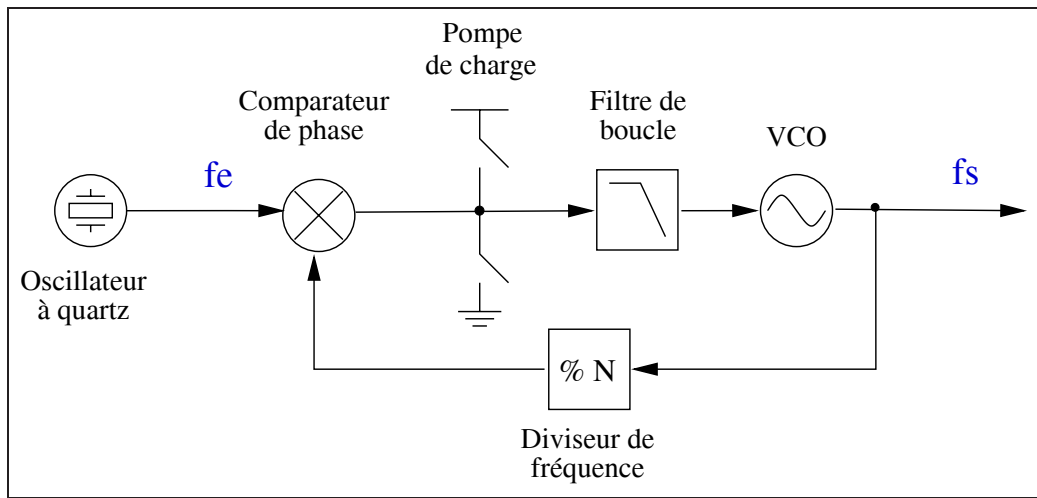 Pompe
de charge
Comparateur
de phase
Filtre de
boucle
VCO
fe
fs
Oscillateur
à quartz
% N
Diviseur de
fréquence